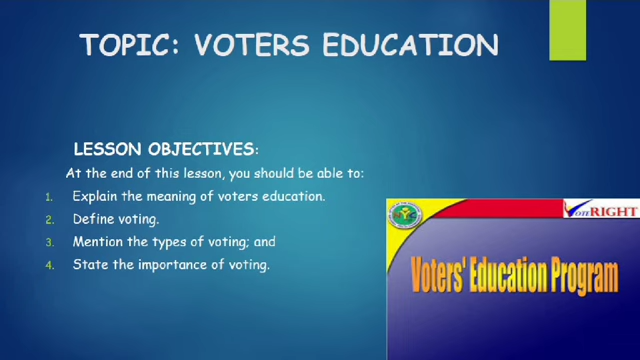 TOPIC: VOTERS EDUCATION
LESSON OBJECTIVES:
At the end of this lesson, you should be able to:
1. Explain the meaning of voters education.
2. Define voting.
3. Mention the types of voting; and
4. State the importance of voting.
VOTE RIGHT
Voters' Education Program